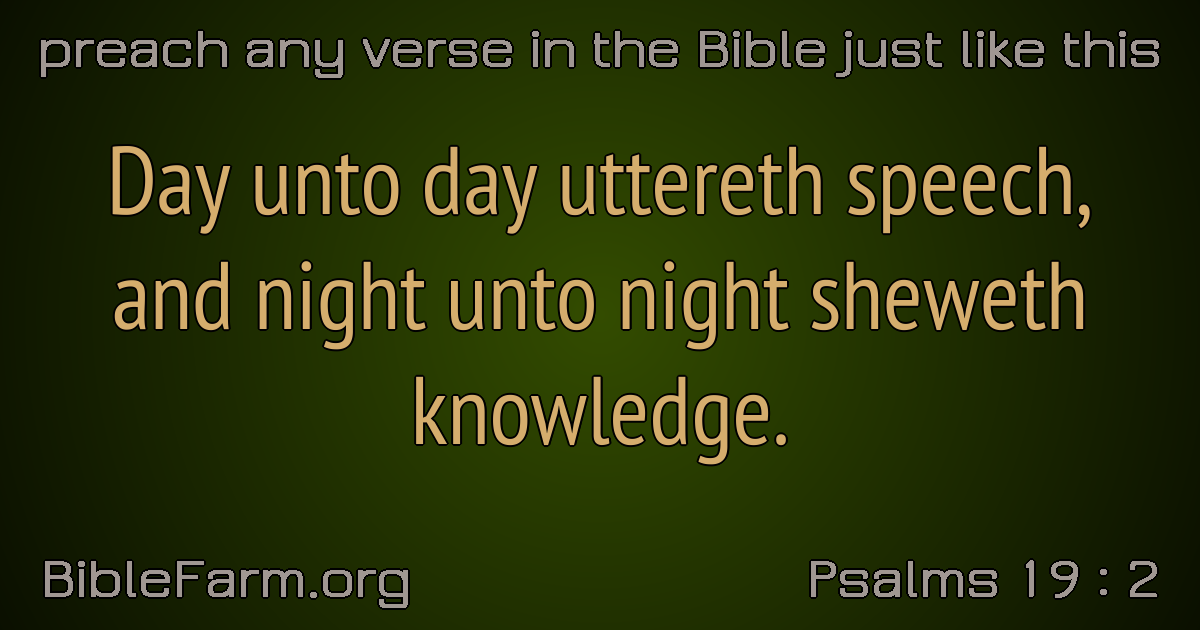 preach any verse in the Bible just like this
Day unto day uttereth speech,
and night unto night sheweth
knowledge.
BibleFarm.org
Psalms 19 : 2